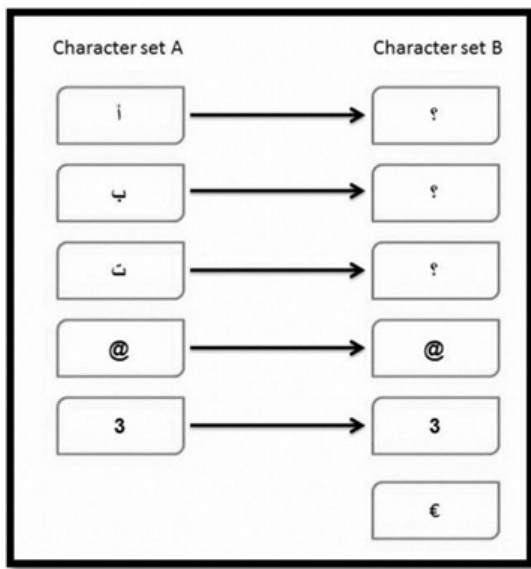 Character set A Character set B
أ ؟
ب ؟
ت ؟
@ @
3 3
€